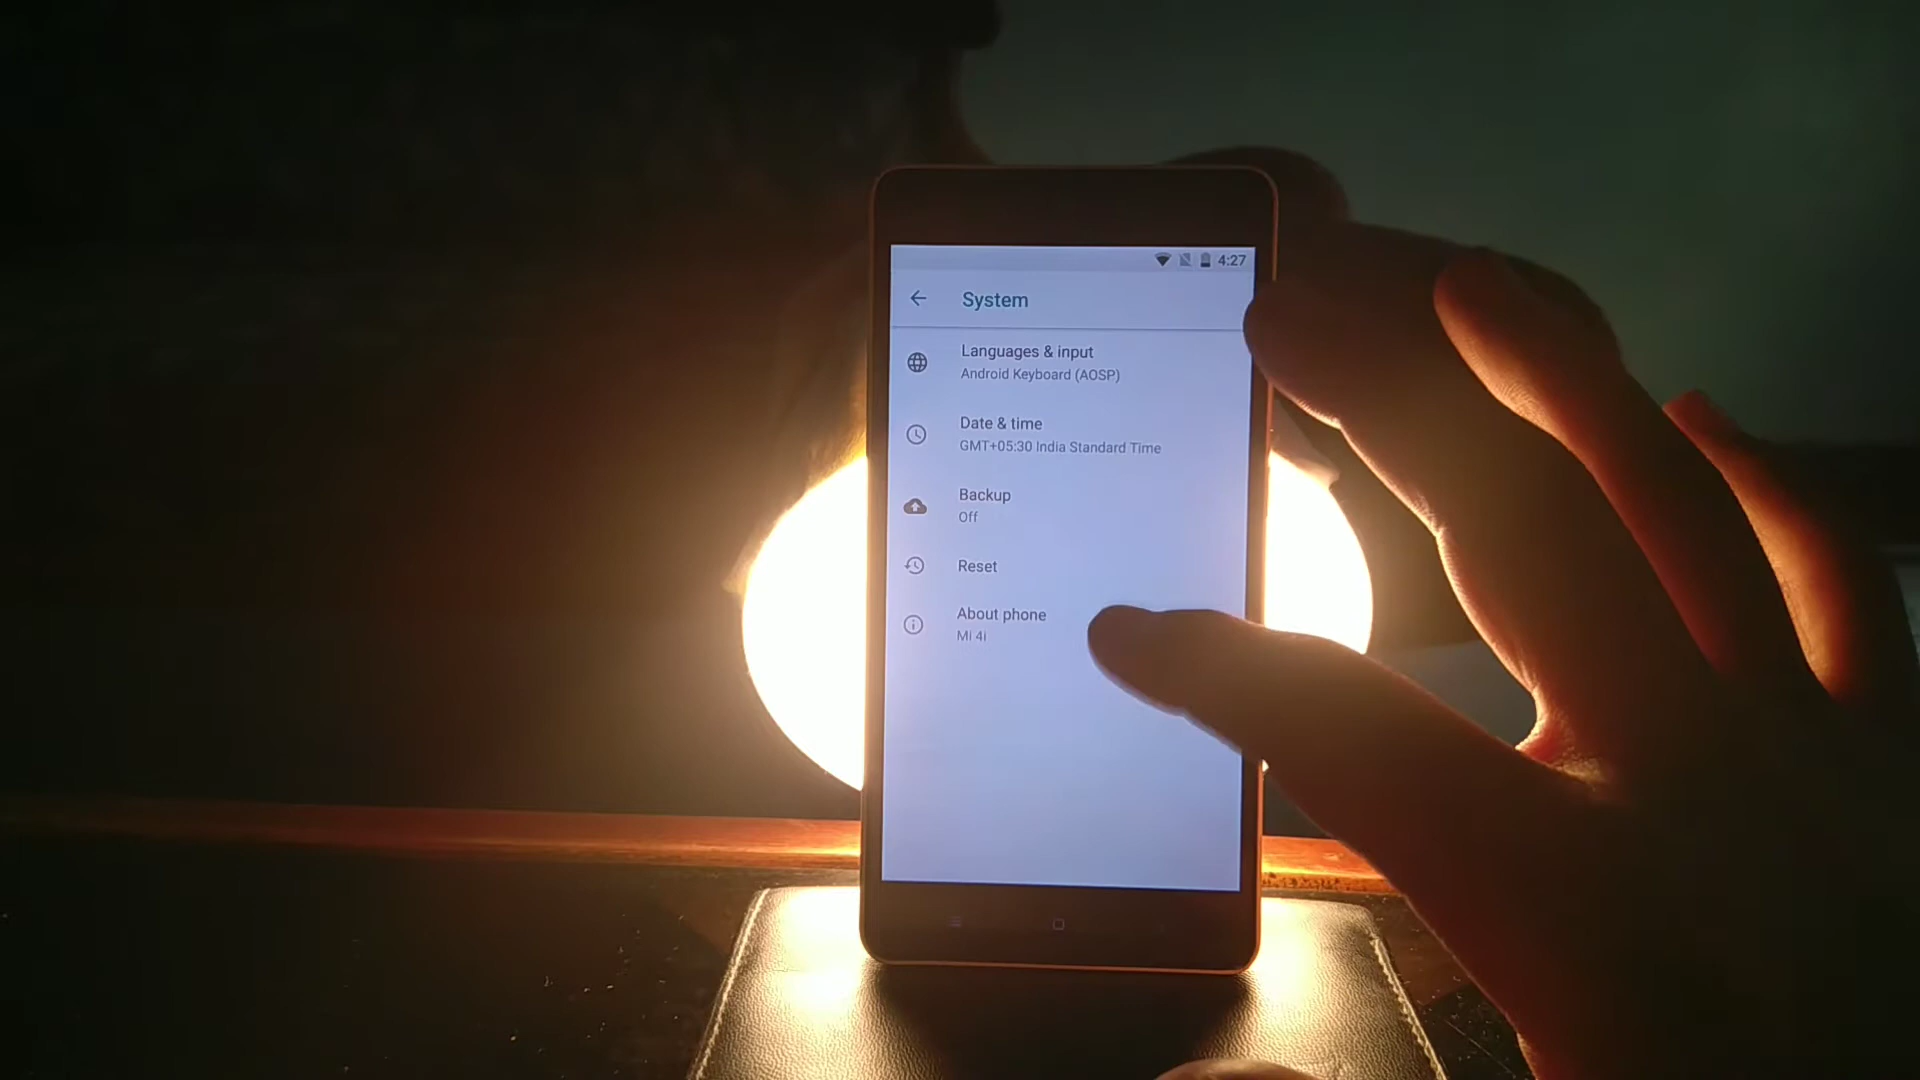 4:27
System
Languages & input
Android Keyboard (AOSP)
Date & time
GMT+05:30 India Standard Time
Backup
Off
Reset
About phone
Mi 4i